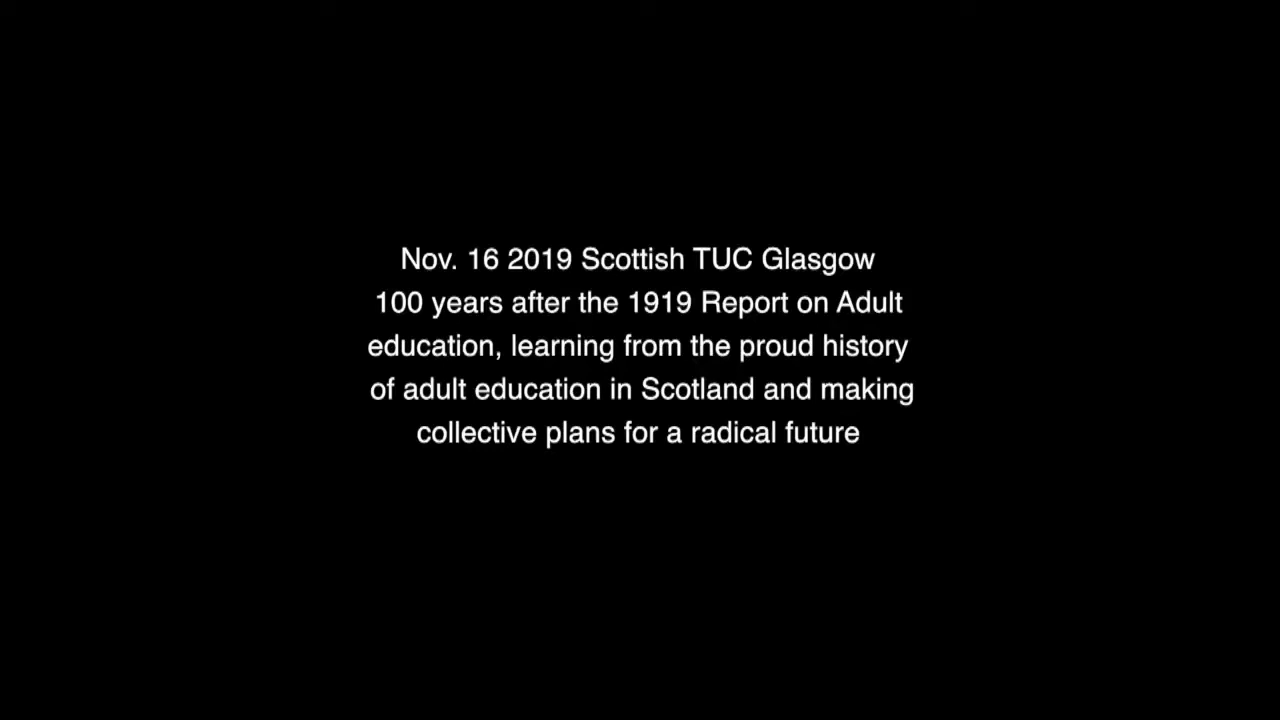 Nov. 16 2019 Scottish TUC Glasgow
100 years after the 1919 Report on Adult
education, learning from the proud history
of adult education in Scotland and making
collective plans for a radical future